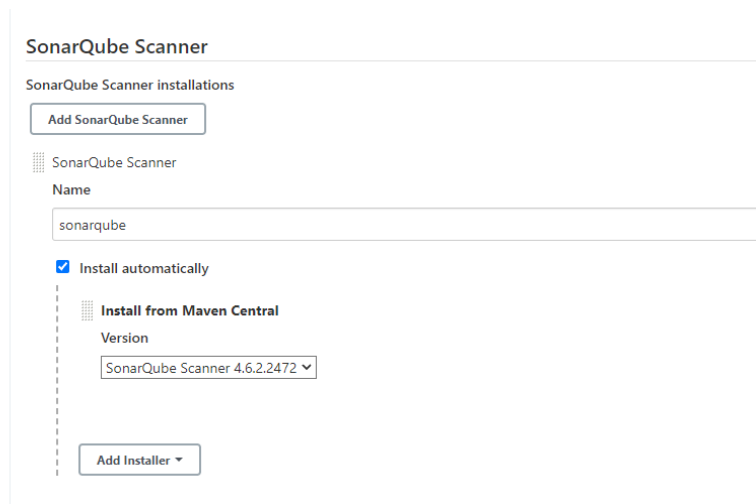 SonarQube Scanner
SonarQube Scanner installations
Add SonarQube Scanner
SonarQube Scanner
Name
sonarqube
Install automatically
Install from Maven Central
Version
SonarQube Scanner 4.6.2.2472
Add Installer